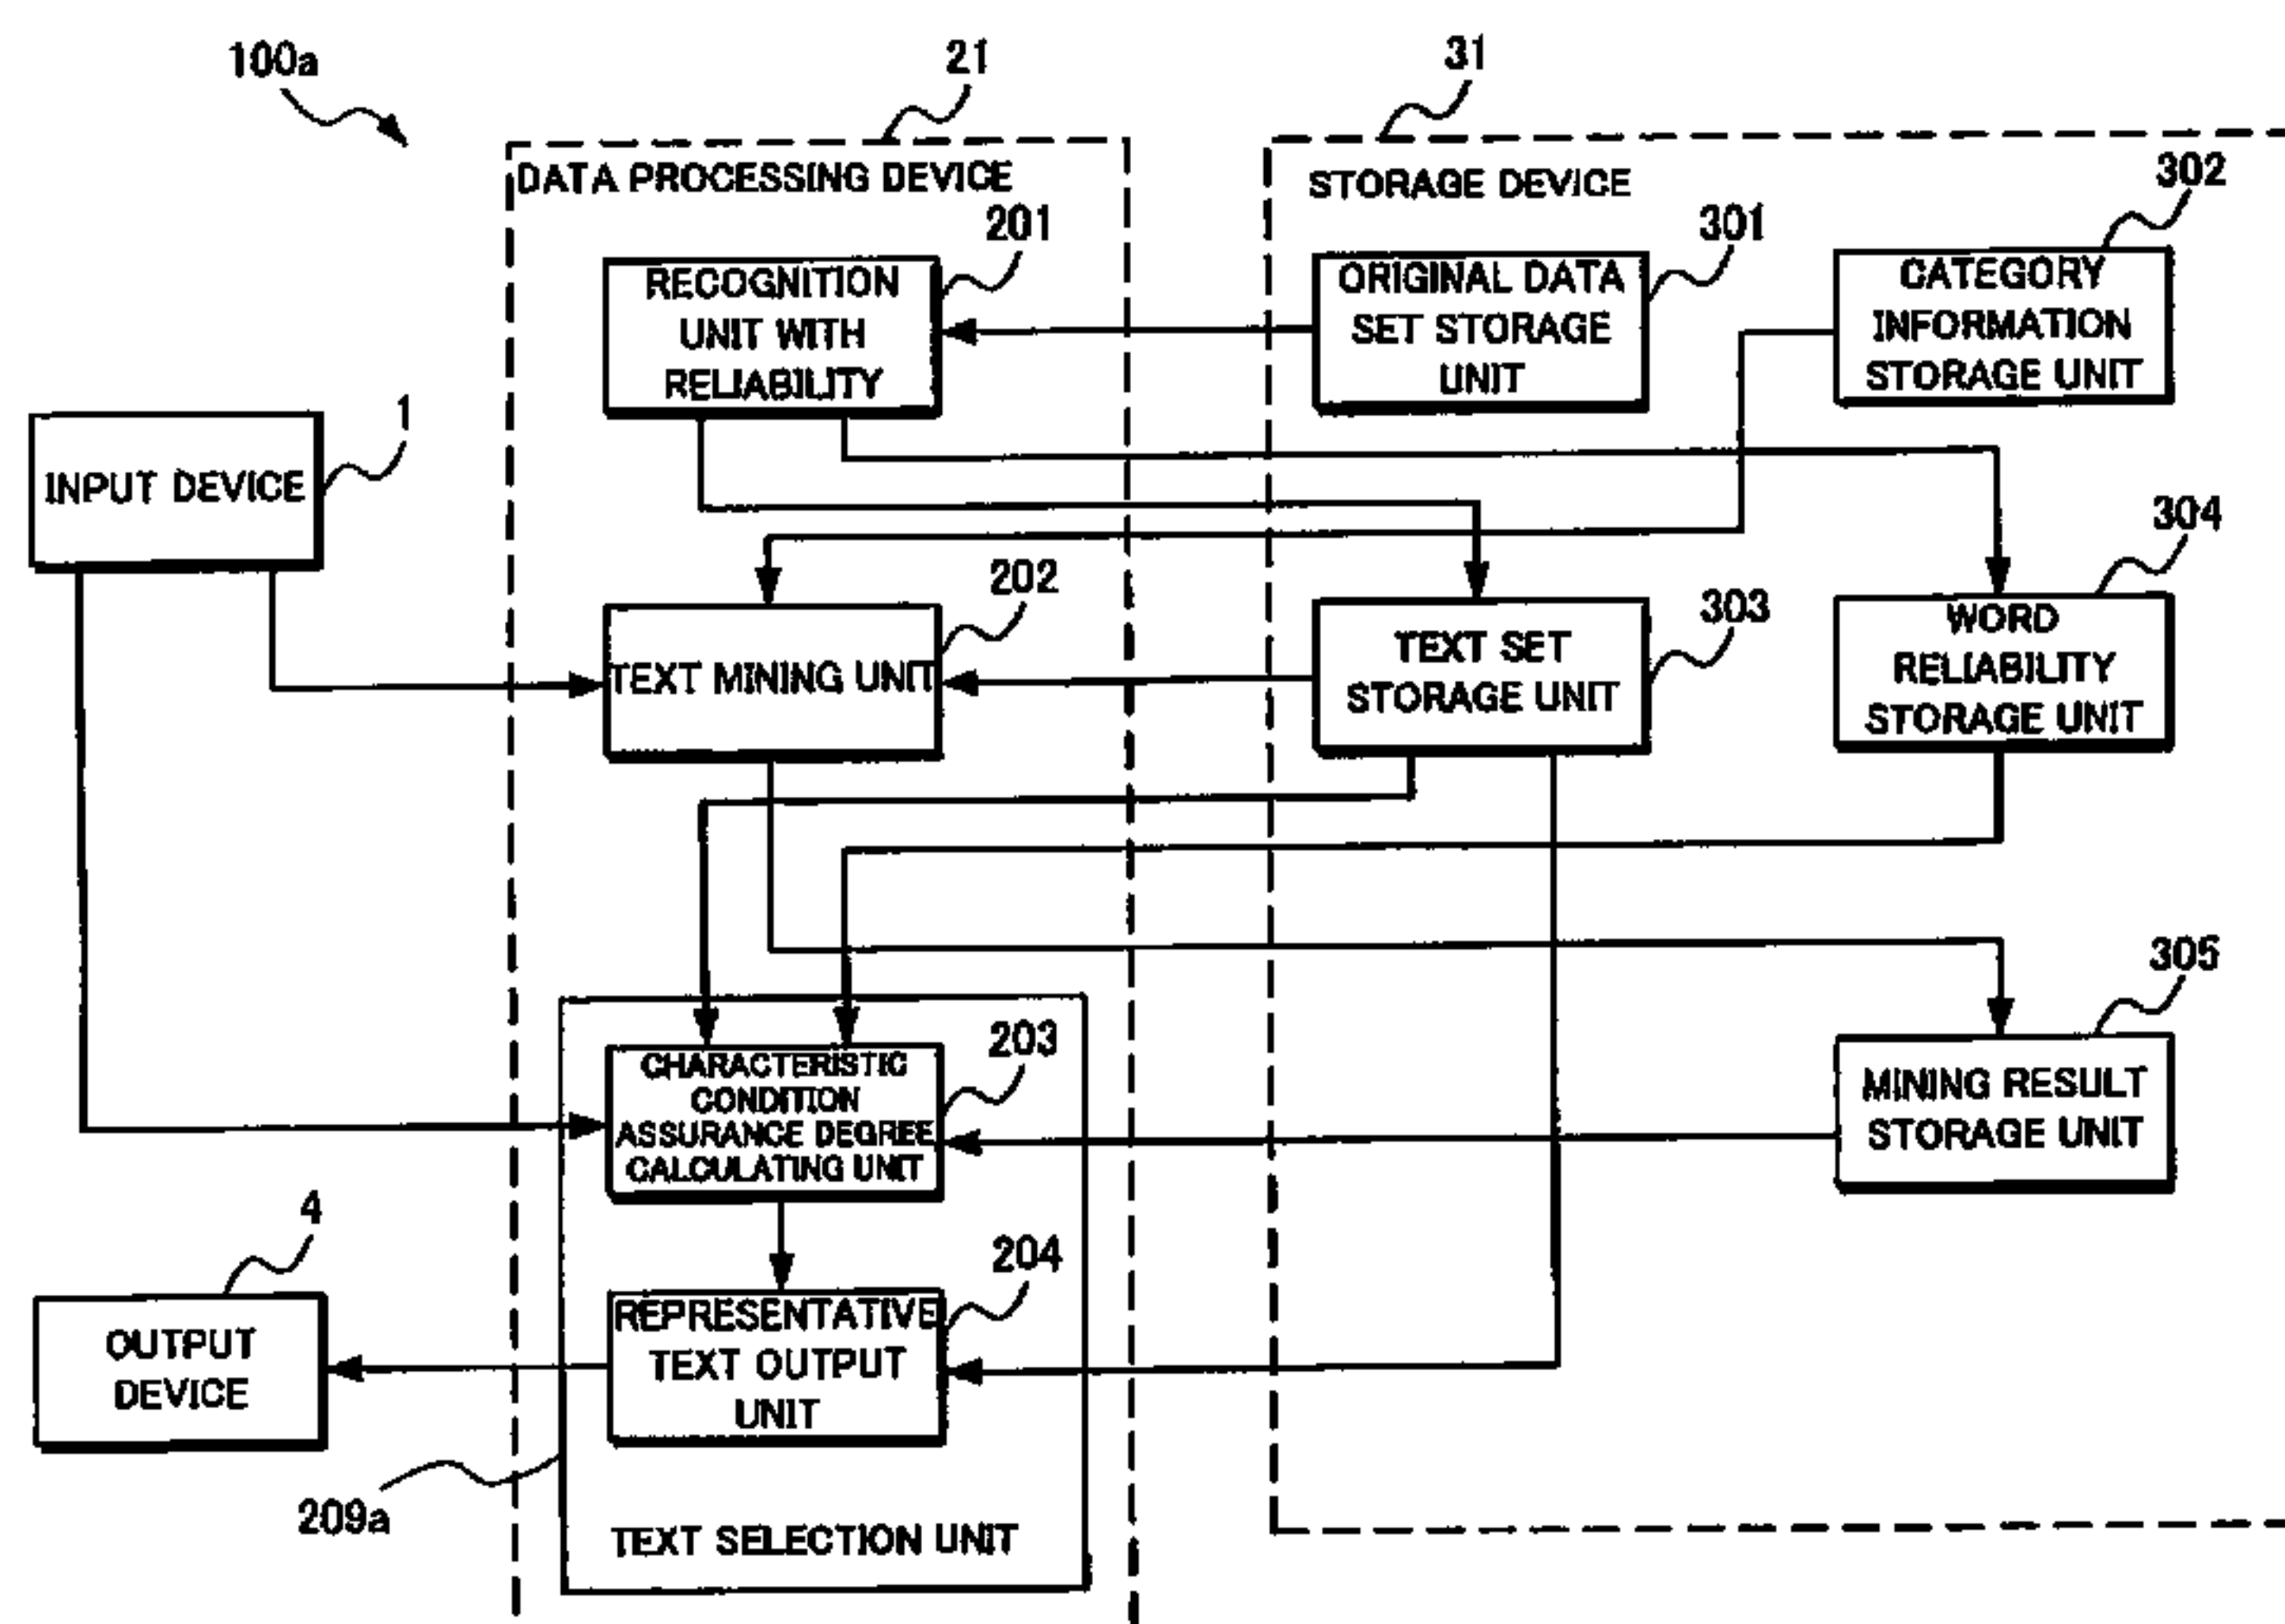 100a
21
31
DATA PROCESSING DEVICE
STORAGE DEVICE
302
201
301
RECOGNITION
UNIT WITH
RELIABILITY
ORIGINAL DATA
SET STORAGE
UNIT
CATEGORY
INFORMATION
STORAGE UNIT
1
INPUT DEVICE
202
303
304
TEXT MINING UNIT
TEXT SET
STORAGE UNIT
WORD
RELIABILITY
STORAGE UNIT
305
203
CHARACTERISTIC
CONDITION
ASSURANCE DEGREE
CALCULATING UNIT
MINING RESULT
STORAGE UNIT
4
204
OUTPUT
DEVICE
REPRESENTATIVE
TEXT OUTPUT
UNIT
209a
TEXT SELECTION UNIT